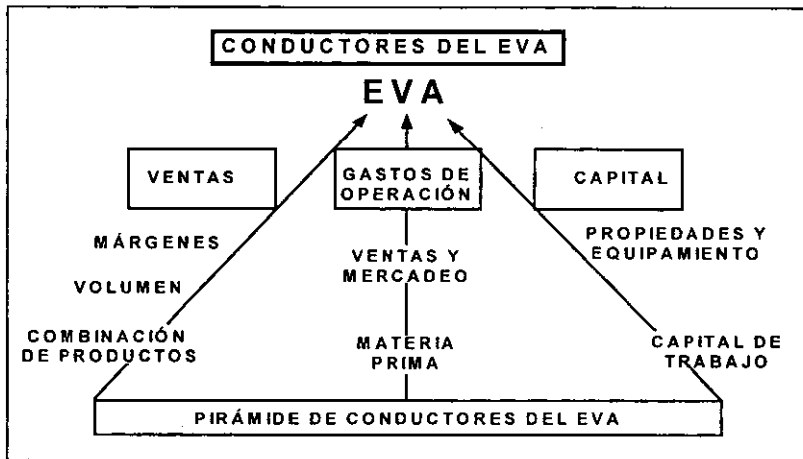 CONDUCTORES DEL EVA
EVA
VENTAS
GASTOS DE
OPERACIÓN
CAPITAL
MÁRGENES
VOLUMEN
COMBINACIÓN
DE PRODUCTOS
VENTAS Y
MERCADEO
MATERIA
PRIMA
PROPIEDADES Y
EQUIPAMIENTO
CAPITAL DE
TRABAJO
PIRÁMIDE DE CONDUCTORES DEL EVA